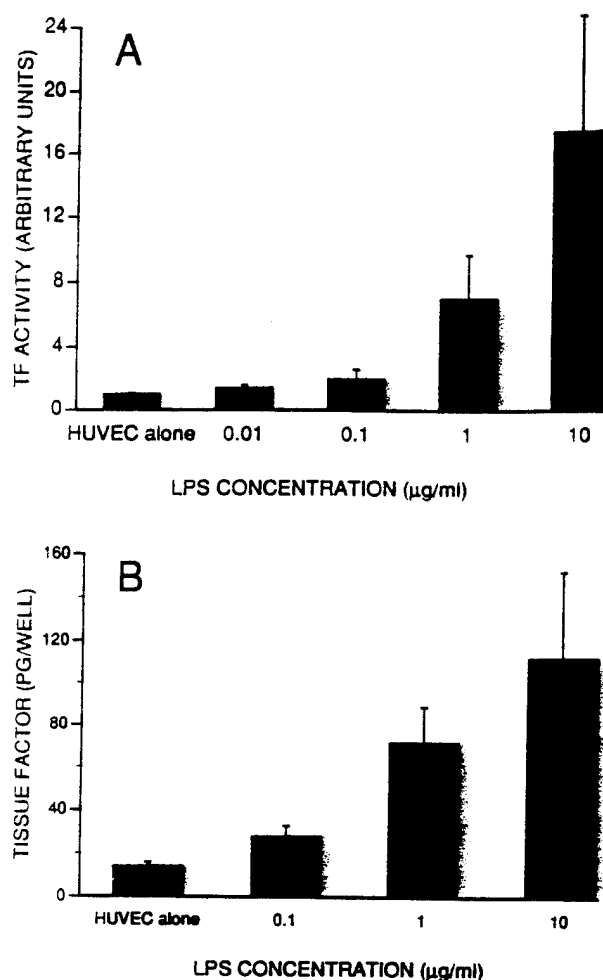 A
TF ACTIVITY (ARBITRARY UNITS)
24
20
16
12
8
4
0
HUVEC alone 0.01 0.1 1 10
LPS CONCENTRATION (μg/ml)
B
TISSUE FACTOR (PG/WELL)
160
120
80
40
0
HUVEC alone 0.1 1 10
LPS CONCENTRATION (μg/ml)